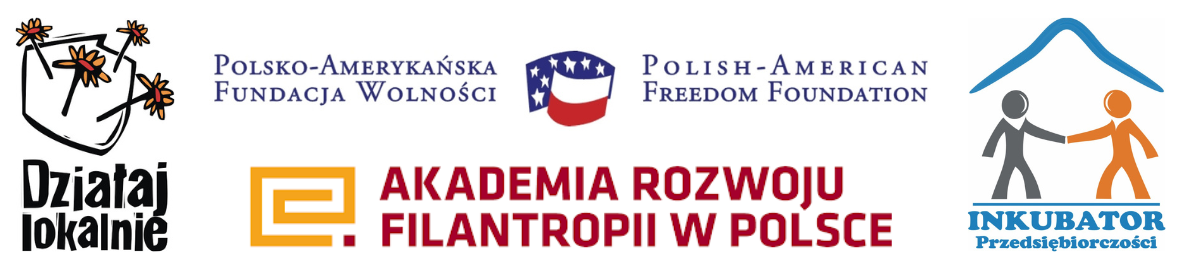 Działaj
lokalnie
Polsko-Amerykańska
Fundacja Wolności
Polish-American
Freedom Foundation
AKADEMIA ROZWOJU
FILANTROPII W POLSCE
INKUBATOR
Przedsiębiorczości